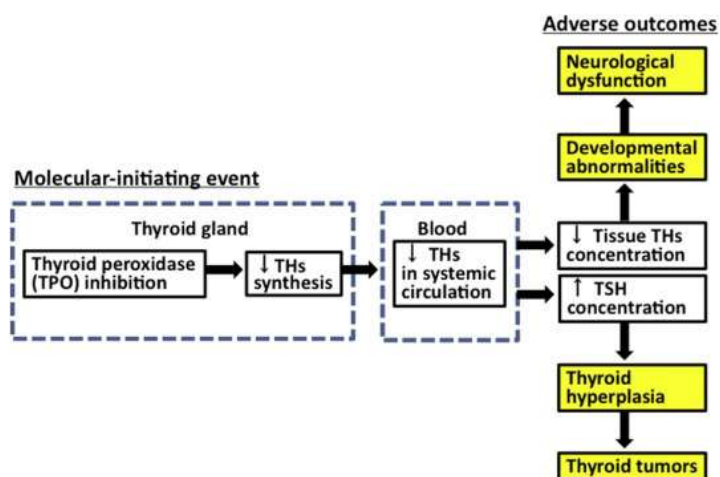 Adverse outcomes
Neurological
dysfunction
Developmental
abnormalities
Molecular-initiating event
Thyroid gland
Thyroid peroxidase
(TPO) inhibition
↓ THs
synthesis
Blood
↓ THs
in systemic
circulation
↓ Tissue THs
concentration
↑ TSH
concentration
Thyroid
hyperplasia
Thyroid tumors